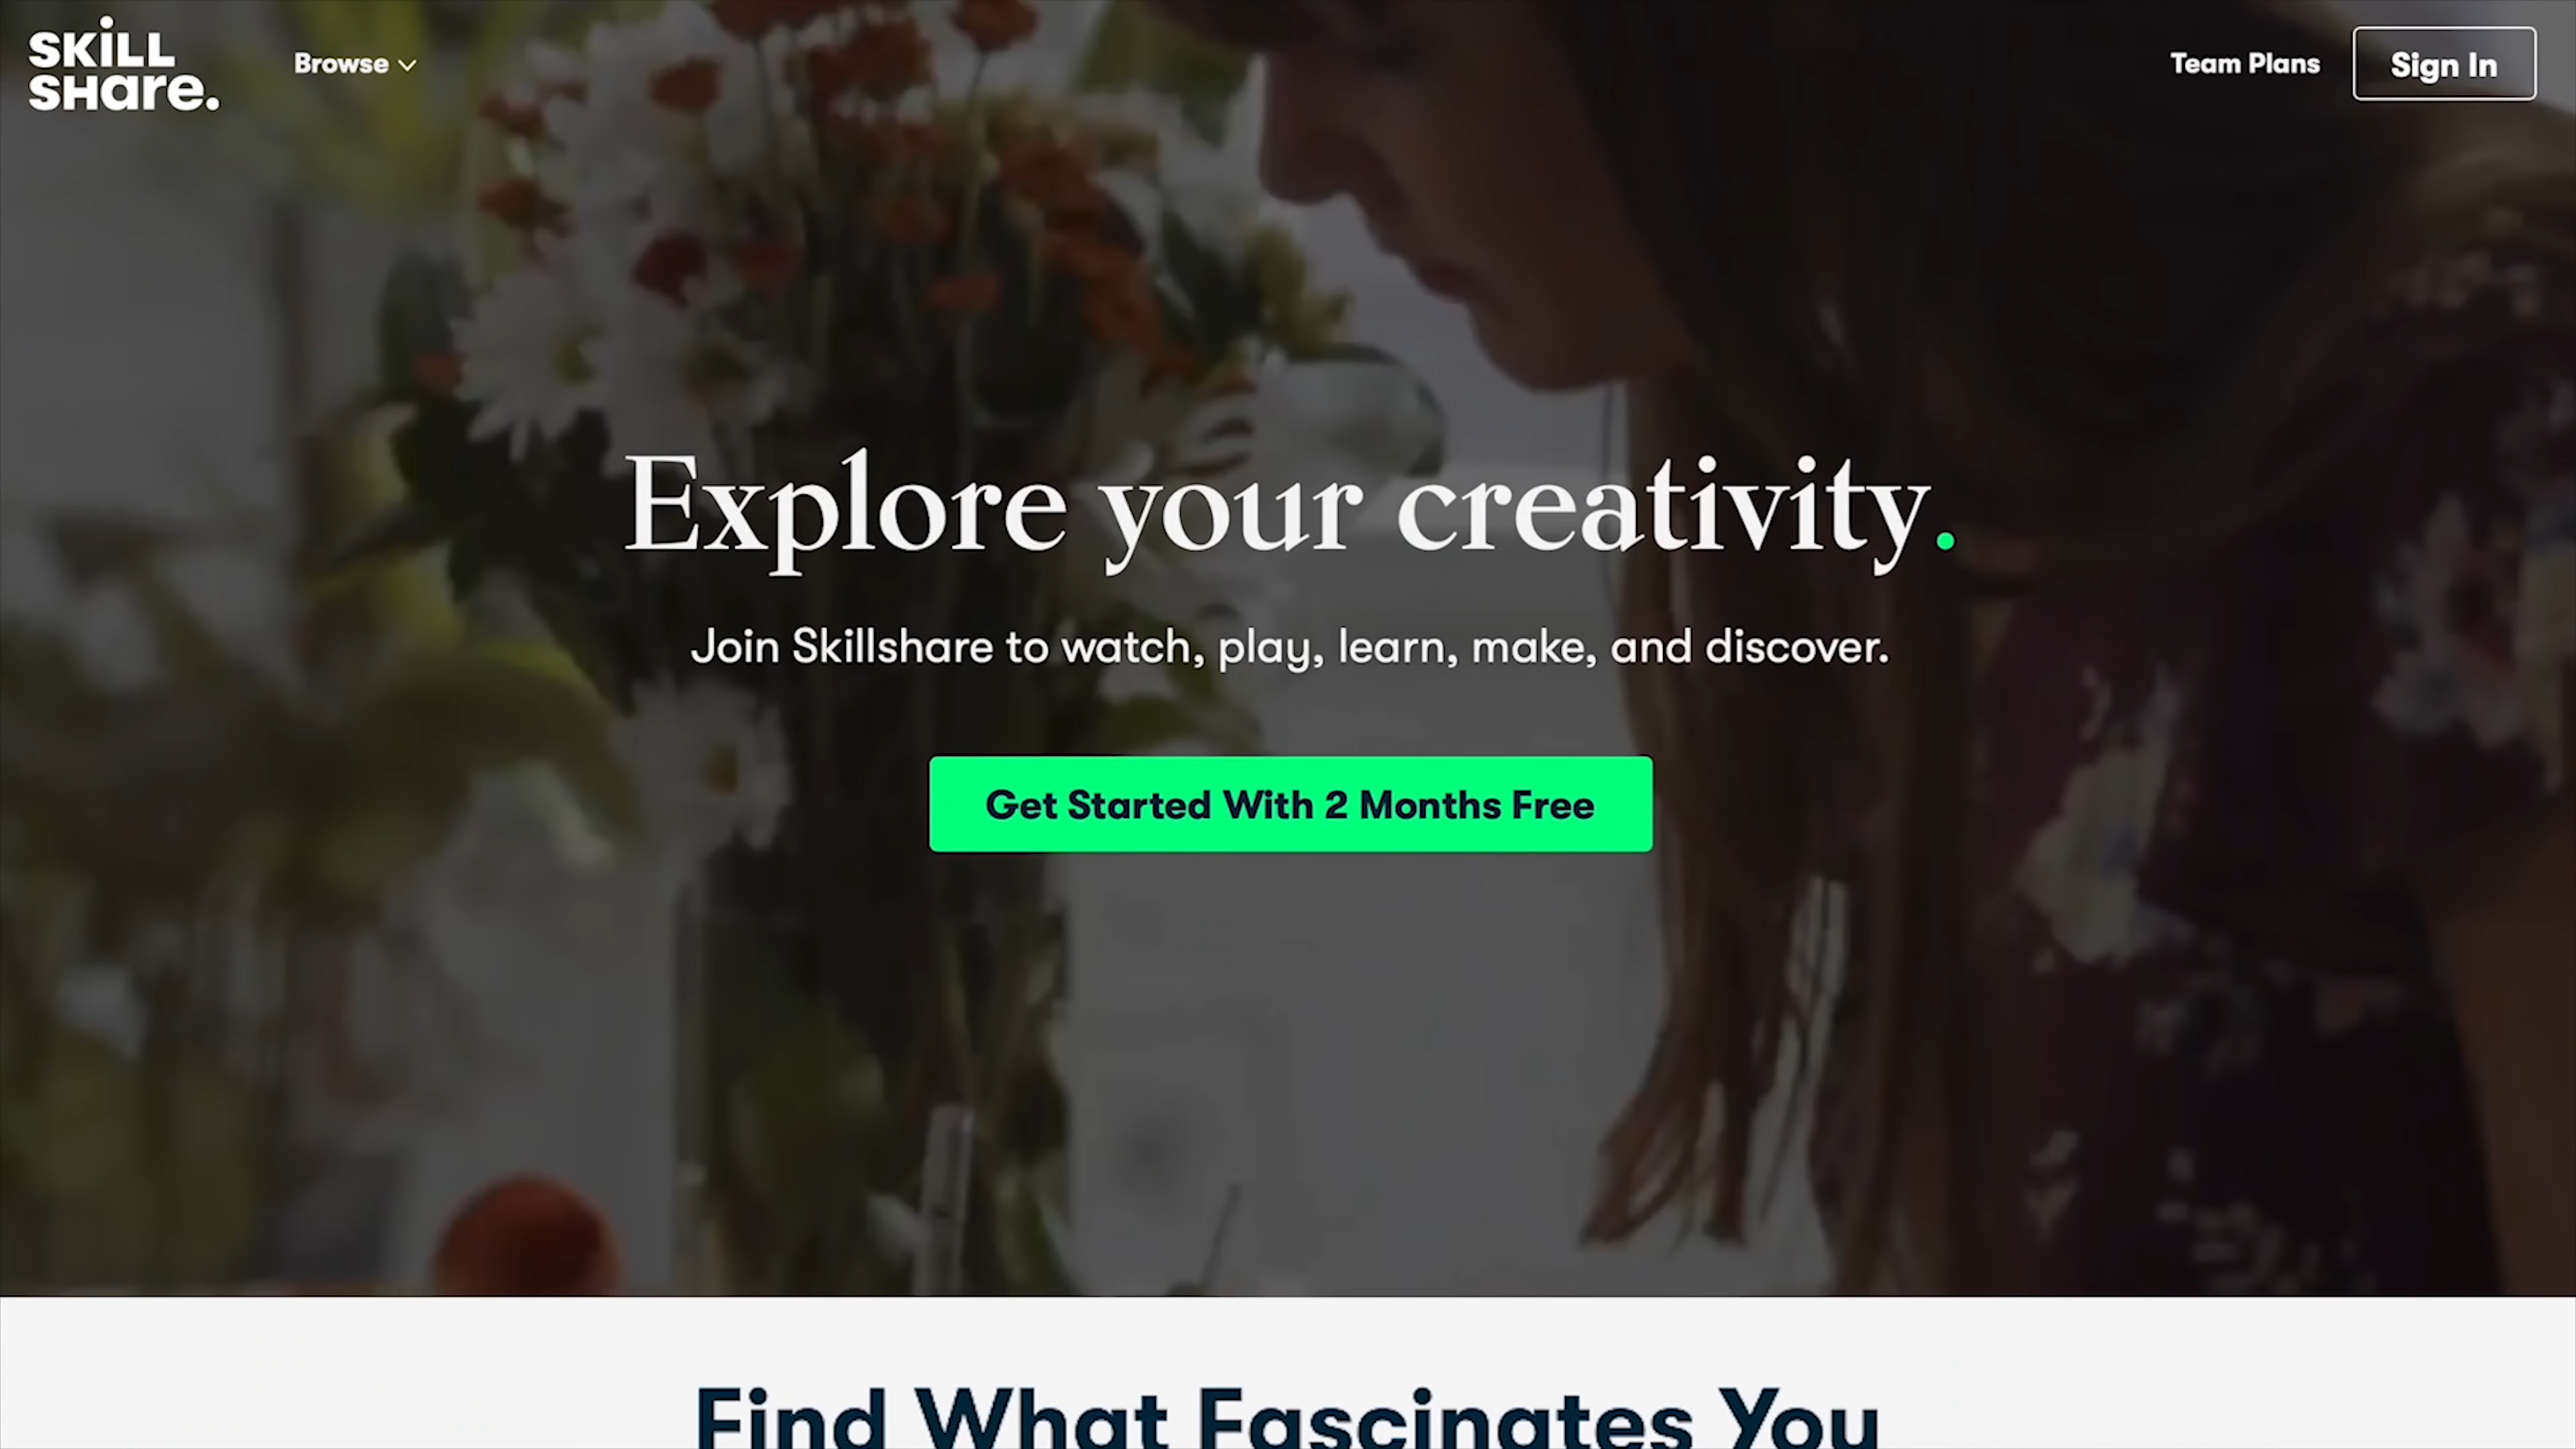 SKiLL
SHare.
Browse
Team Plans
Sign In
Explore your creativity.
Join Skillshare to watch, play, learn, make, and discover.
Get Started With 2 Months Free
Find What Fascinates You